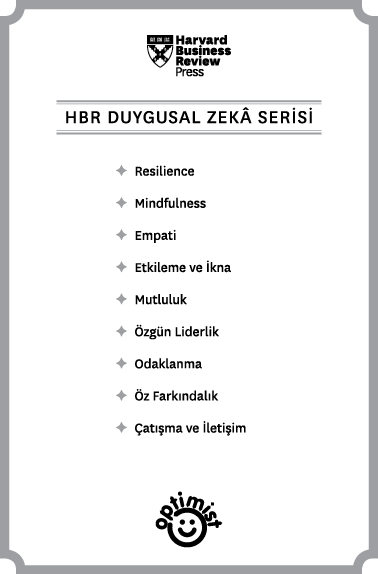 Harvard
Business
Review
Press
HBR DUYGUSAL ZEKÂ SERİSİ
Resilience
Mindfulness
Empati
Etkileme ve İkna
Mutluluk
Özgün Liderlik
Odaklanma
Öz Farkındalık
Çatışma ve İletişim
optimist